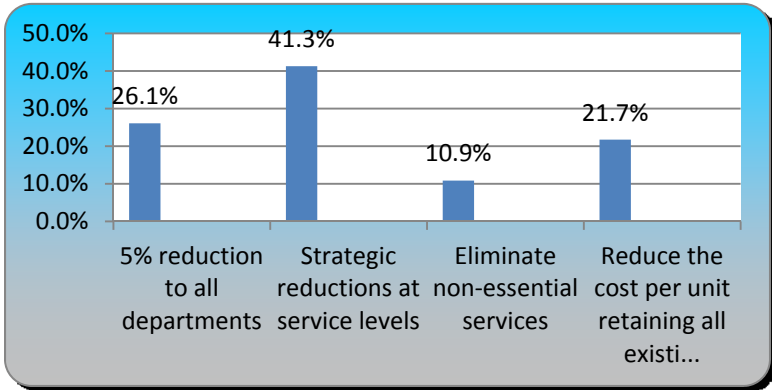 50.0%
40.0%
30.0%
20.0%
10.0%
0.0%
26.1%
41.3%
10.9%
21.7%
5% reduction
to all
departments
Strategic
reductions at
service levels
Eliminate
non-essential
services
Reduce the
cost per unit
retaining all
existi...